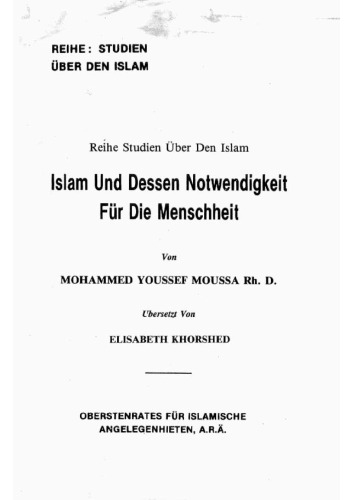 REIHE: STUDIEN
ÜBER DEN ISLAM
Reihe Studien Über Den Islam
Islam Und Dessen Notwendigkeit
Für Die Menschheit
Von
MOHAMMED YOUSSEF MOUSSA Rh. D.
Ubersetzt Von
ELISABETH KHORSHED
OBERSTENRATES FÜR ISLAMISCHE
ANGELEGENHIETEN, A.R.Ä.